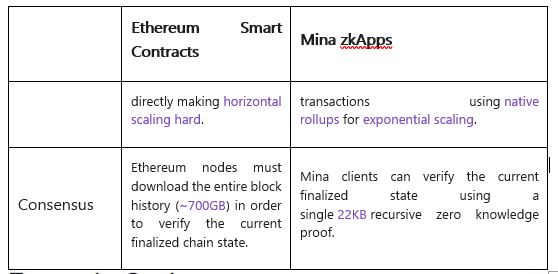 Ethereum Smart
Contracts
Mina zkApps
directly making horizontal
scaling hard.
transactions using native
rollups for exponential scaling.
Consensus
Ethereum nodes must
download the entire block
history (~700GB) in order
to verify the current
finalized chain state.
Mina clients can verify the current
finalized state using a
single 22KB recursive zero knowledge
proof.